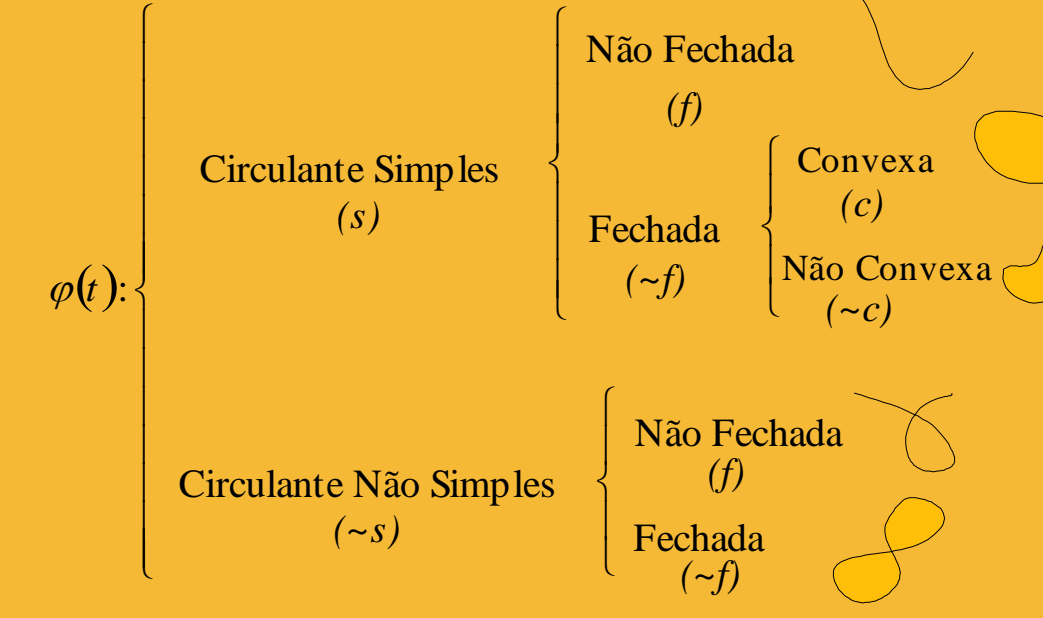 Não Fechada
(f)
Circulante Simples
(s)
Convexa
(c)
Fechada
(~f)
Não Convexa
(~c)
φ(t):
Não Fechada
(f)
Circulante Não Simples
(~s)
Fechada
(~f)